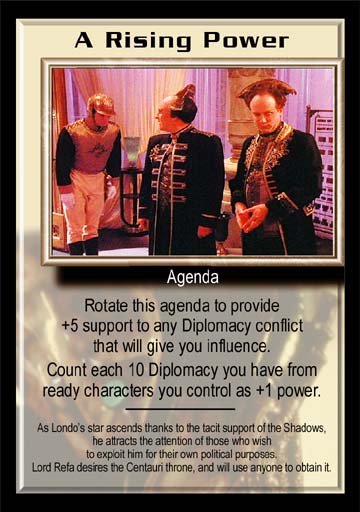 A Rising Power
Agenda
Rotate this agenda to provide
+5 support to any Diplomacy conflict
that will give you influence.
Count each 10 Diplomacy you have from
ready characters you control as +1 power.
As Londo's star ascends thanks to the tacit support of the Shadows,
he attracts the attention of those who wish
to exploit him for their own political purposes.
Lord Refa desires the Centauri throne, and will use anyone to obtain it.